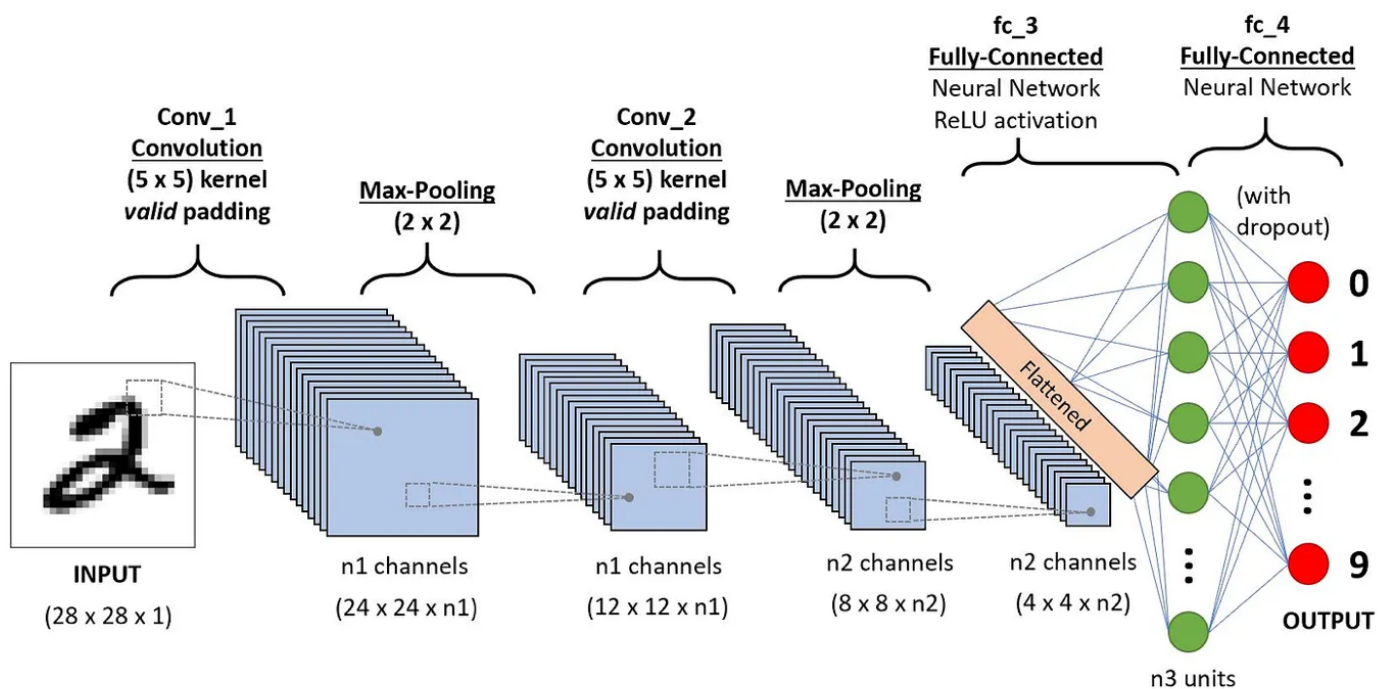 Conv_1
Convolution
(5 x 5) kernel
valid padding
Max-Pooling
(2 x 2)
Conv_2
Convolution
(5 x 5) kernel
valid padding
Max-Pooling
(2 x 2)
fc_3
Fully-Connected
Neural Network
ReLU activation
fc_4
Fully-Connected
Neural Network
(with
dropout)
2
Flattened
0
1
2
9
OUTPUT
INPUT
(28 x 28 x 1)
n1 channels
(24 x 24 x n1)
n1 channels
(12 x 12 x n1)
n2 channels
(8 x 8 x n2)
n2 channels
(4 x 4 x n2)
n3 units